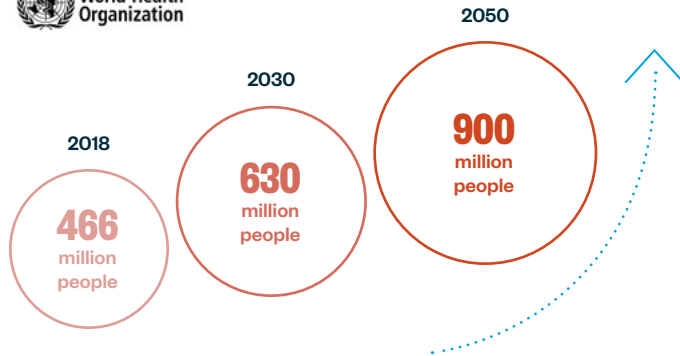 World Health
Organization
2018
466
million
people
2030
630
million
people
2050
900
million
people